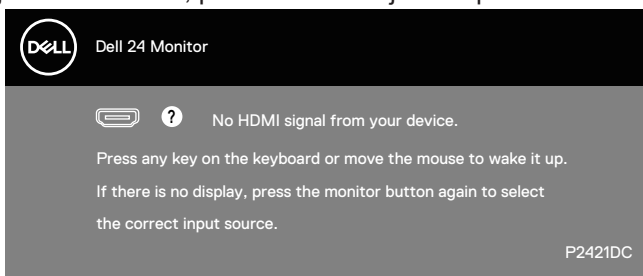 DELL
Dell 24 Monitor
? No HDMI signal from your device.
Press any key on the keyboard or move the mouse to wake it up.
If there is no display, press the monitor button again to select
the correct input source.
P2421DC